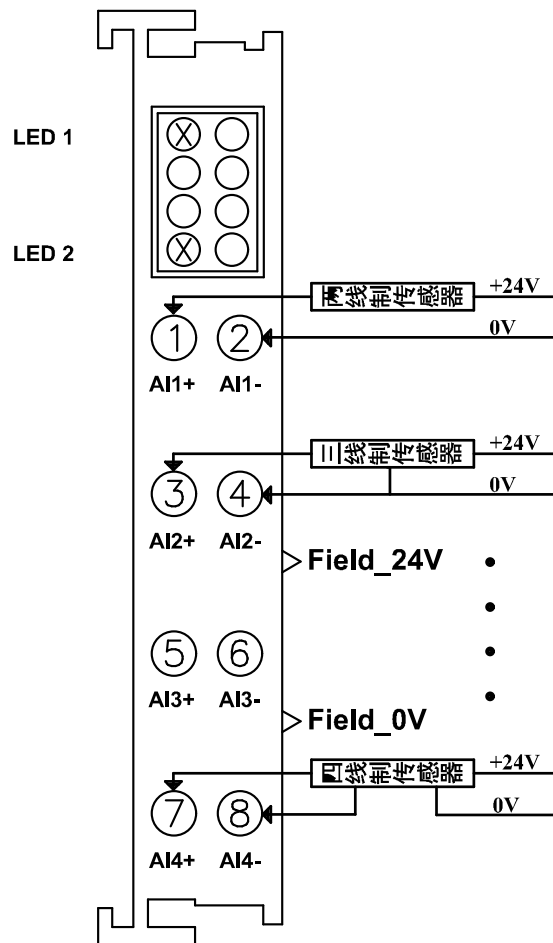 LED 1
LED 2
两线制传感器 +24V
0V
① ②
AI1+ AI1-
三线制传感器 +24V
0V
③ ④
AI2+ AI2-
Field_24V
⑤ ⑥
AI3+ AI3-
Field_0V
四线制传感器 +24V
0V
⑦ ⑧
AI4+ AI4-